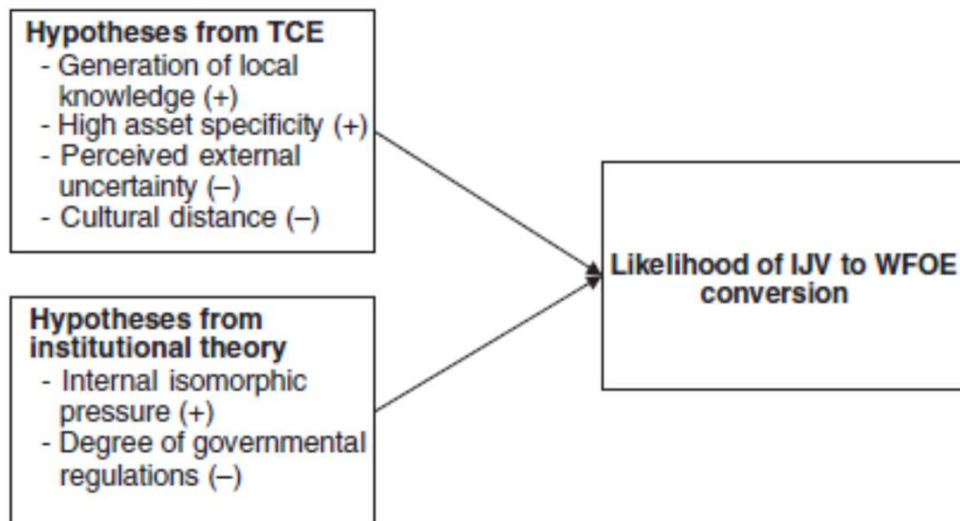 Hypotheses from TCE
- Generation of local
knowledge (+)
- High asset specificity (+)
- Perceived external
uncertainty (–)
- Cultural distance (–)
Likelihood of IJV to WFOE
conversion
Hypotheses from
institutional theory
- Internal isomorphic
pressure (+)
- Degree of governmental
regulations (–)